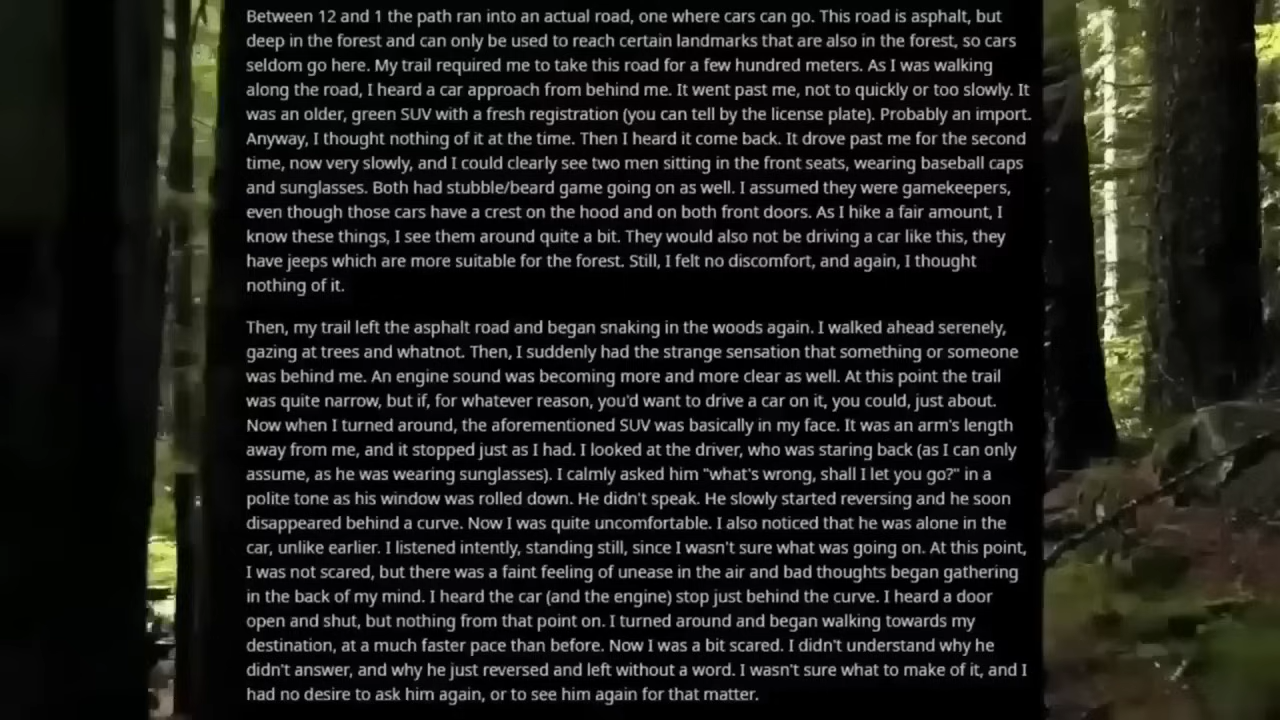 Between 12 and 1 the path ran into an actual road, one where cars can go. This road is asphalt, but
deep in the forest and can only be used to reach certain landmarks that are also in the forest, so cars
seldom go here. My trail required me to take this road for a few hundred meters. As I was walking
along the road, I heard a car approach from behind me. It went past me, not to quickly or too slowly. It
was an older, green SUV with a fresh registration (you can tell by the license plate). Probably an import.
Anyway, I thought nothing of it at the time. Then I heard it come back. It drove past me for the second
time, now very slowly, and I could clearly see two men sitting in the front seats, wearing baseball caps
and sunglasses. Both had stubble/beard game going on as well. I assumed they were gamekeepers,
even though those cars have a crest on the hood and on both front doors. As I hike a fair amount, I
know these things, I see them around quite a bit. They would also not be driving a car like this, they
have jeeps which are more suitable for the forest. Still, I felt no discomfort, and again, I thought
nothing of it.
Then, my trail left the asphalt road and began snaking in the woods again. I walked ahead serenely,
gazing at trees and whatnot. Then, I suddenly had the strange sensation that something or someone
was behind me. An engine sound was becoming more and more clear as well. At this point the trail
was quite narrow, but if, for whatever reason, you'd want to drive a car on it, you could, just about.
Now when I turned around, the aforementioned SUV was basically in my face. It was an arm's length
away from me, and it stopped just as I had. I looked at the driver, who was staring back (as I can only
assume, as he was wearing sunglasses). I calmly asked him "what's wrong, shall I let you go?" in a
polite tone as his window was rolled down. He didn't speak. He slowly started reversing and he soon
disappeared behind a curve. Now I was quite uncomfortable. I also noticed that he was alone in the
car, unlike earlier. I listened intently, standing still, since I wasn't sure what was going on. At this point,
I was not scared, but there was a faint feeling of unease in the air and bad thoughts began gathering
in the back of my mind. I heard the car (and the engine) stop just behind the curve. I heard a door
open and shut, but nothing from that point on. I turned around and began walking towards my
destination, at a much faster pace than before. Now I was a bit scared. I didn't understand why he
didn't answer, and why he just reversed and left without a word. I wasn't sure what to make of it, and I
had no desire to ask him again, or to see him again for that matter.